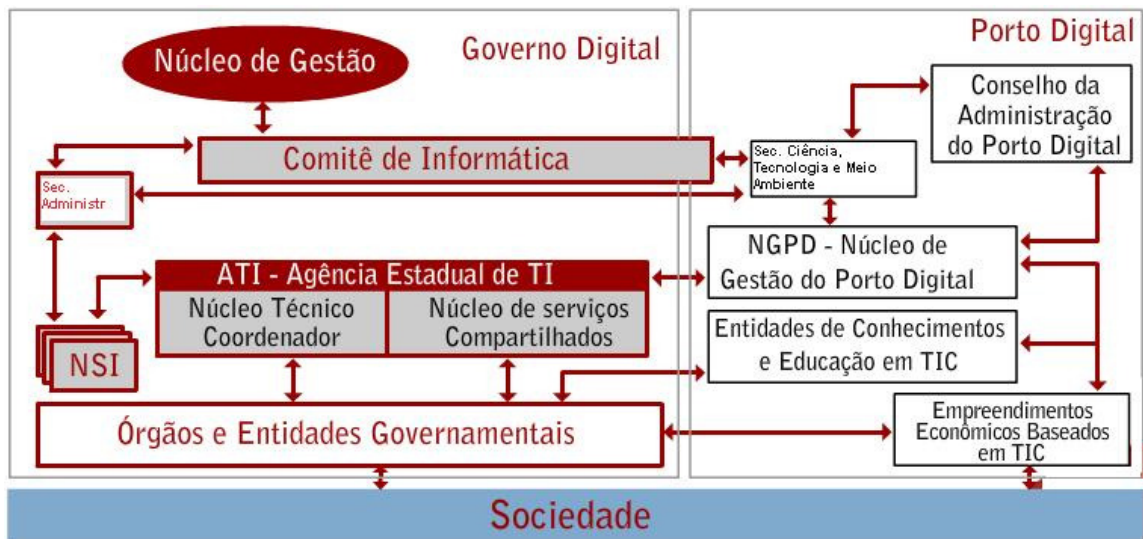 Governo Digital
Núcleo de Gestão
Comitê de Informática
Sec.
Administr
ATI - Agência Estadual de TI
Núcleo Técnico
Coordenador
Núcleo de serviços
Compartilhados
NSI
Órgãos e Entidades Governamentais
Porto Digital
Conselho da
Administração
do Porto Digital
Sec. Ciência,
Tecnologia e Meio
Ambiente
NGPD - Núcleo de
Gestão do Porto Digital
Entidades de Conhecimentos
e Educação em TIC
Empreendimentos
Econômicos Baseados
em TIC
Sociedade